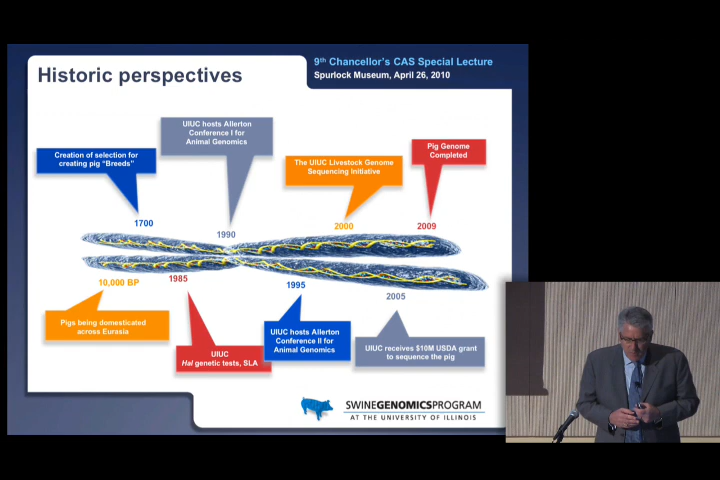 9th Chancellor's CAS Special Lecture
Spurlock Museum, April 26, 2010
Historic perspectives
UIUC hosts Allerton
Conference I for
Animal Genomics
Creation of selection for
creating pig "Breeds"
The UIUC Livestock Genome
Sequencing Initiative
Pig Genome
Completed
1700
1990
2000
2009
10,000 BP
1985
1995
2005
Pigs being domesticated
across Eurasia
UIUC
Hal genetic tests, SLA
UIUC hosts Allerton
Conference II for
Animal Genomics
UIUC receives $10M USDA grant
to sequence the pig
SWINEGENOMICSPROGRAM
AT THE UNIVERSITY OF ILLINOIS